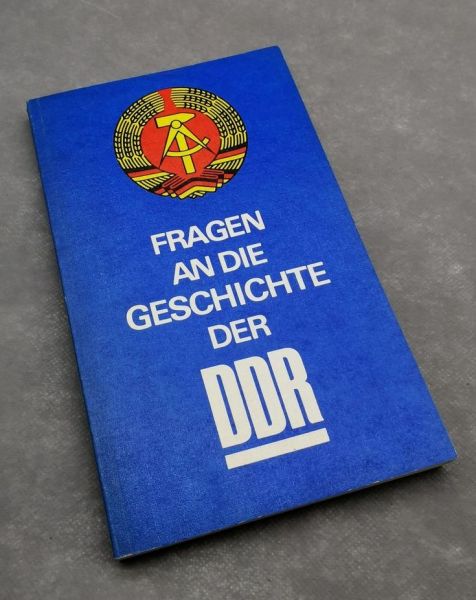 FRAGEN
AN DIE
GESCHICHTE
DER
DDR